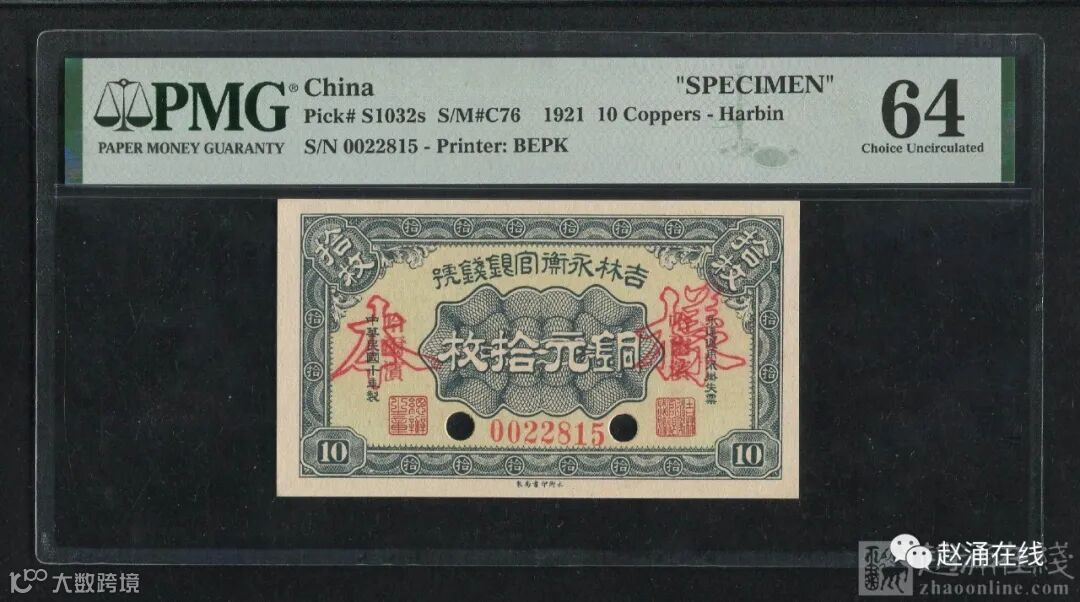 PMG®
PAPER MONEY GUARANTY
China
"SPECIMEN"
Pick# S1032s S/M#C76 1921 10 Coppers - Harbin
S/N 0022815 - Printer: BEPK
64
Choice Uncirculated
拾枚
拾枚
號錢銀官衡永林吉
樣
本
枚拾元銅
中華民國十年製
0022815
10
10
赵涌在线
zhaoonline.com
大数跨境